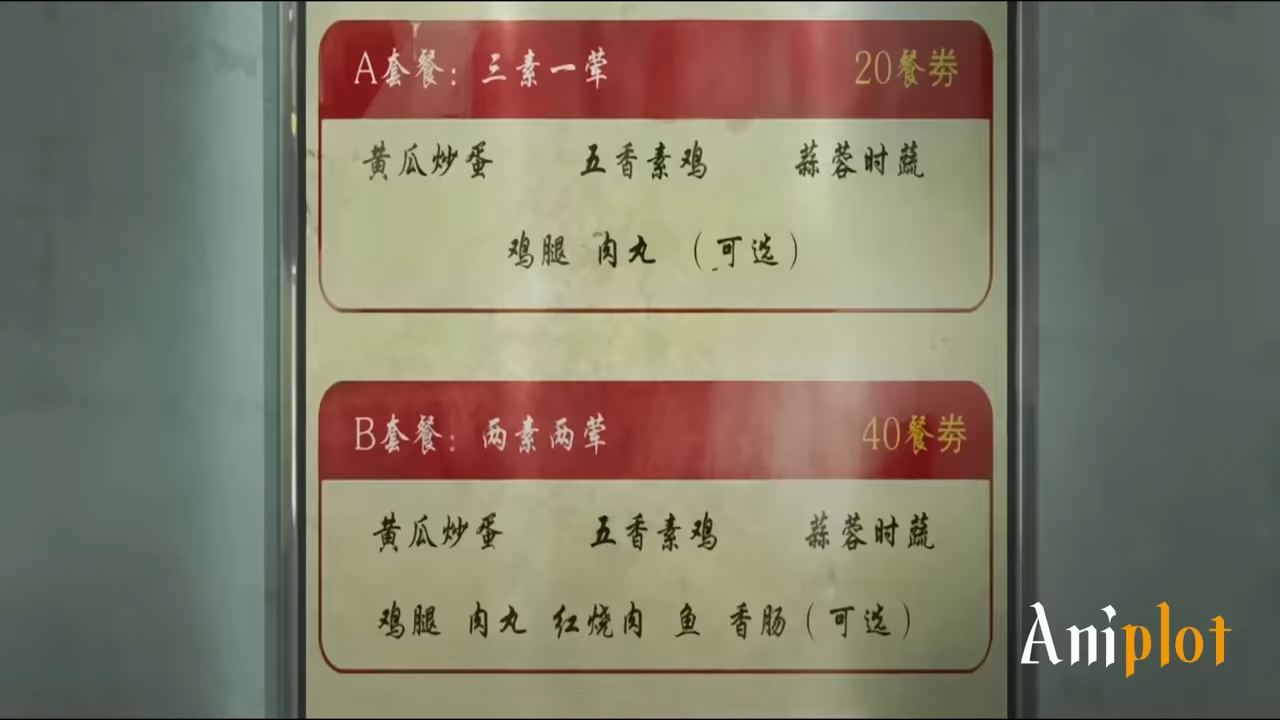 A套餐：三素一荤 20餐券
黄瓜炒蛋 五香素鸡 蒜蓉时蔬
鸡腿 肉丸 （可选）
B套餐：两素两荤 40餐券
黄瓜炒蛋 五香素鸡 蒜蓉时蔬
鸡腿 肉丸 红烧肉 鱼 香肠（可选）
Aniplot